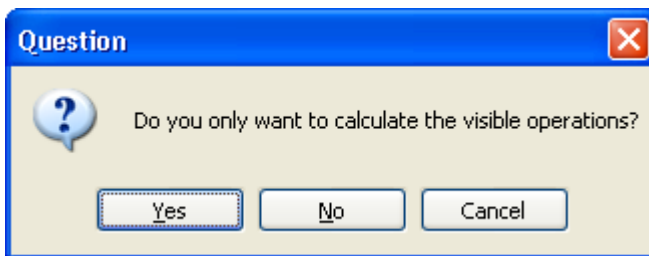 Question
Do you only want to calculate the visible operations?
Yes No Cancel